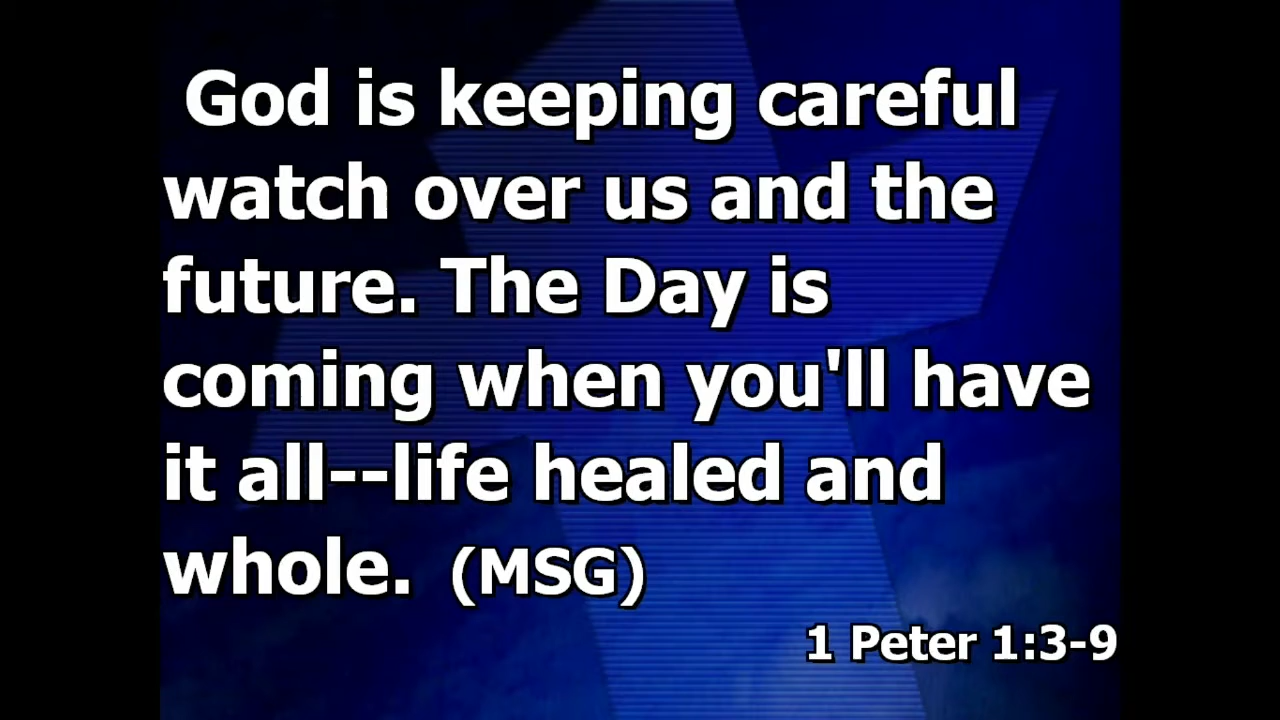 God is keeping careful
watch over us and the
future. The Day is
coming when you'll have
it all--life healed and
whole. (MSG)
1 Peter 1:3-9